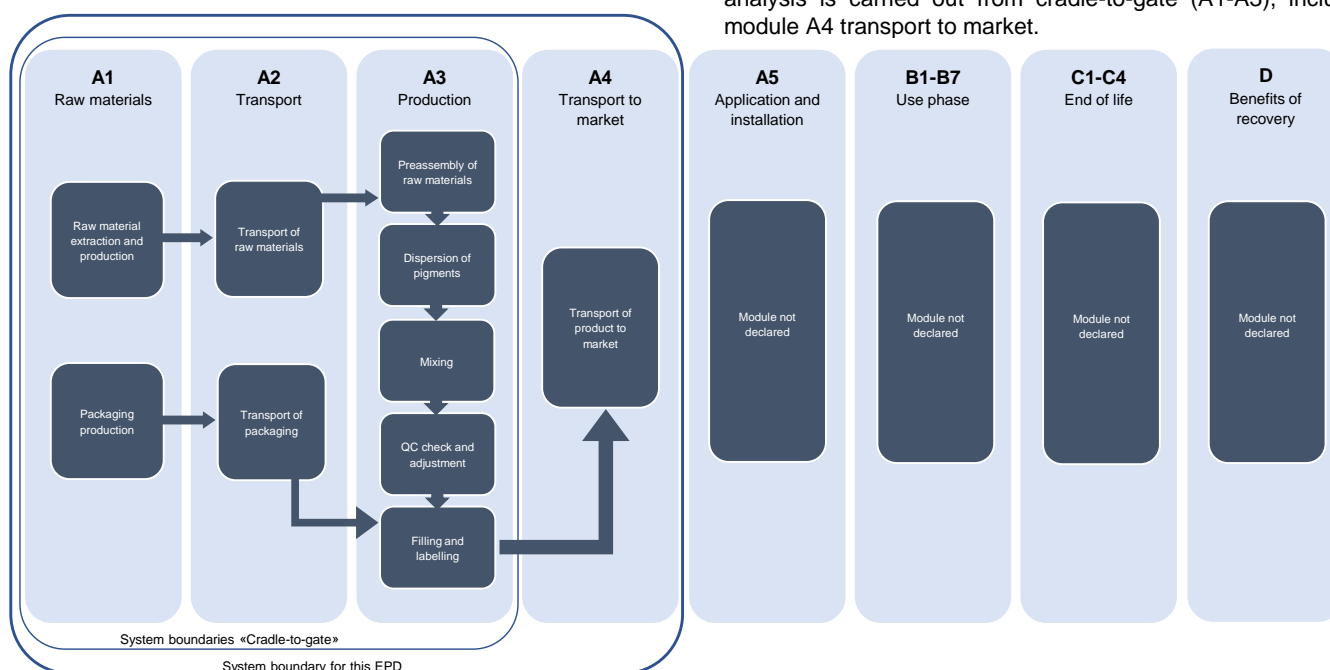 analysis is carried out from cradle-to-gate (A1-A3),
module A4 transport to market.
A1
Raw materials
A2
Transport
A3
Production
A4
Transport to
market
A5
Application and
installation
B1-B7
Use phase
C1-C4
End of life
D
Benefits of
recovery
Raw material
extraction and
production
Packaging
production
Transport of
raw materials
Transport of
packaging
Preassembly of
raw materials
Dispersion of
pigments
Mixing
QC check and
adjustment
Filling and
labelling
Transport of
product to
market
Module not
declared
Module not
declared
Module not
declared
Module not
declared
System boundaries «Cradle-to-gate»
System boundary for this EPD